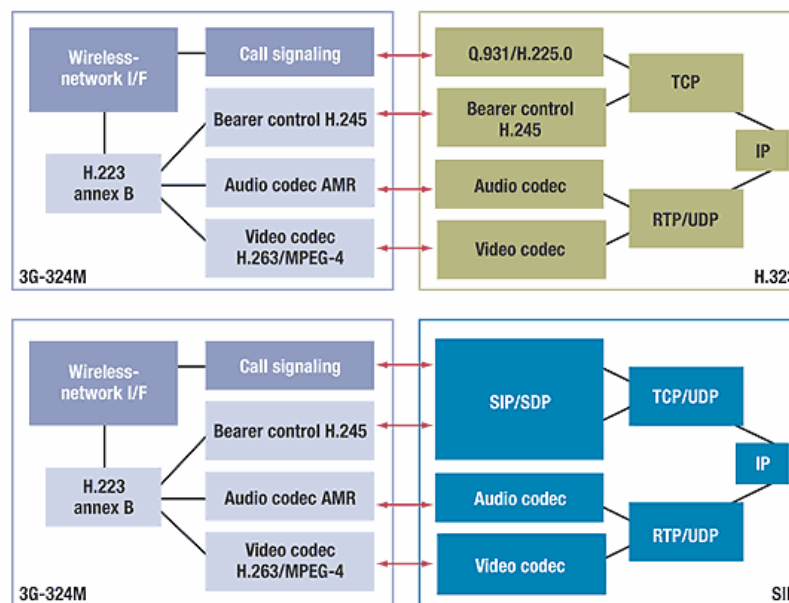 Wireless-
network I/F
Call signaling
Bearer control H.245
H.223
annex B
Audio codec AMR
Video codec
H.263/MPEG-4
3G-324M
Q.931/H.225.0
TCP
Bearer control
H.245
IP
Audio codec
RTP/UDP
Video codec
H.323
Wireless-
network I/F
Call signaling
Bearer control H.245
H.223
annex B
Audio codec AMR
Video codec
H.263/MPEG-4
3G-324M
SIP/SDP
TCP/UDP
IP
Audio codec
RTP/UDP
Video codec
SIP